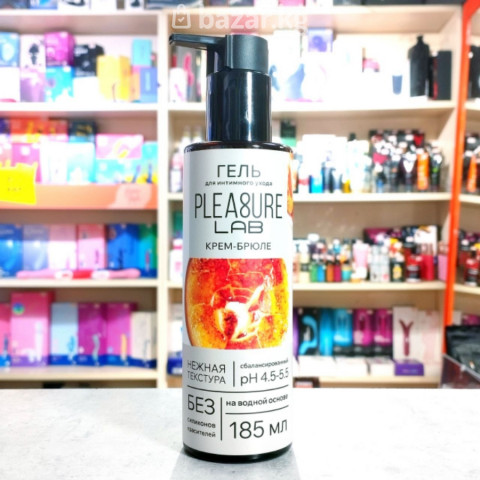 bazar.kg
ГЕЛЬ
для интимного ухода
PLEA8URE
LAB
КРЕМ-БРЮЛЕ
НЕЖНАЯ
ТЕКСТУРА
сбалансированный
pH 4.5-5.5
БЕЗ
силиконов
красителей
на водной основе
185 МЛ